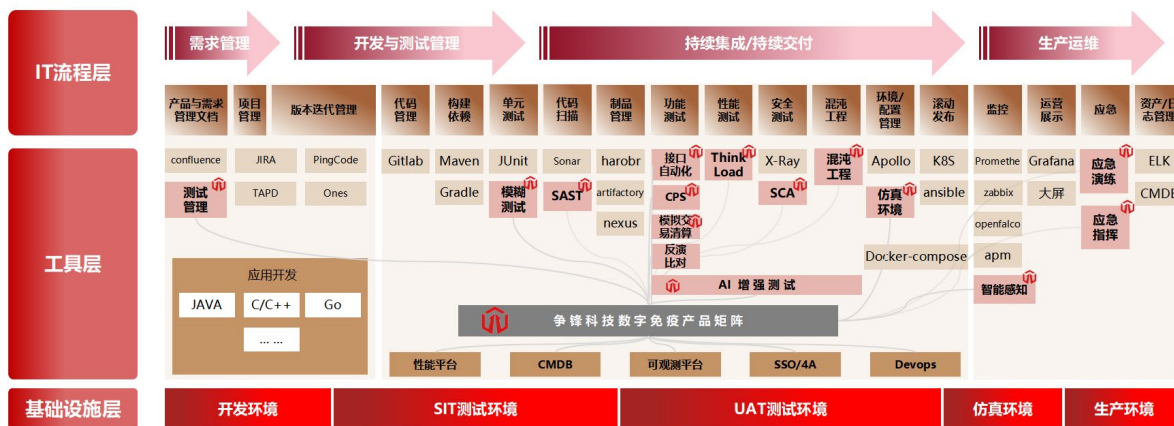 IT流程层
需求管理
开发与测试管理
持续集成/持续交付
生产运维
产品与需求
管理文档
项目
管理
版本迭代管理
代码
管理
构建
依赖
单元
测试
代码
扫描
制品
管理
功能
测试
性能
测试
安全
测试
混沌
工程
环境/
配置
管理
滚动
发布
监控
运营
展示
应急
资产/日
志管理
工具层
confluence
JIRA
PingCode
Gitlab
Maven
JUnit
Sonar
harobr
接口
自动化
Think
Load
X-Ray
混沌
工程
Apollo
K8S
Promethe
Grafana
应急
演练
ELK
测试
管理
TAPD
Ones
Gradle
模糊
测试
SAST
artifactory
CPS
SCA
仿真
环境
ansible
zabbix
大屏
CMDB
nexus
模拟交
易清算
openfalco
应急
指挥
反演
比对
Docker-compose
apm
AI 增强测试
智能感知
应用开发
JAVA
C/C++
Go
... ...
争锋科技数字免疫产品矩阵
性能平台
CMDB
可观测平台
SSO/4A
Devops
基础设施层
开发环境
SIT测试环境
UAT测试环境
仿真环境
生产环境